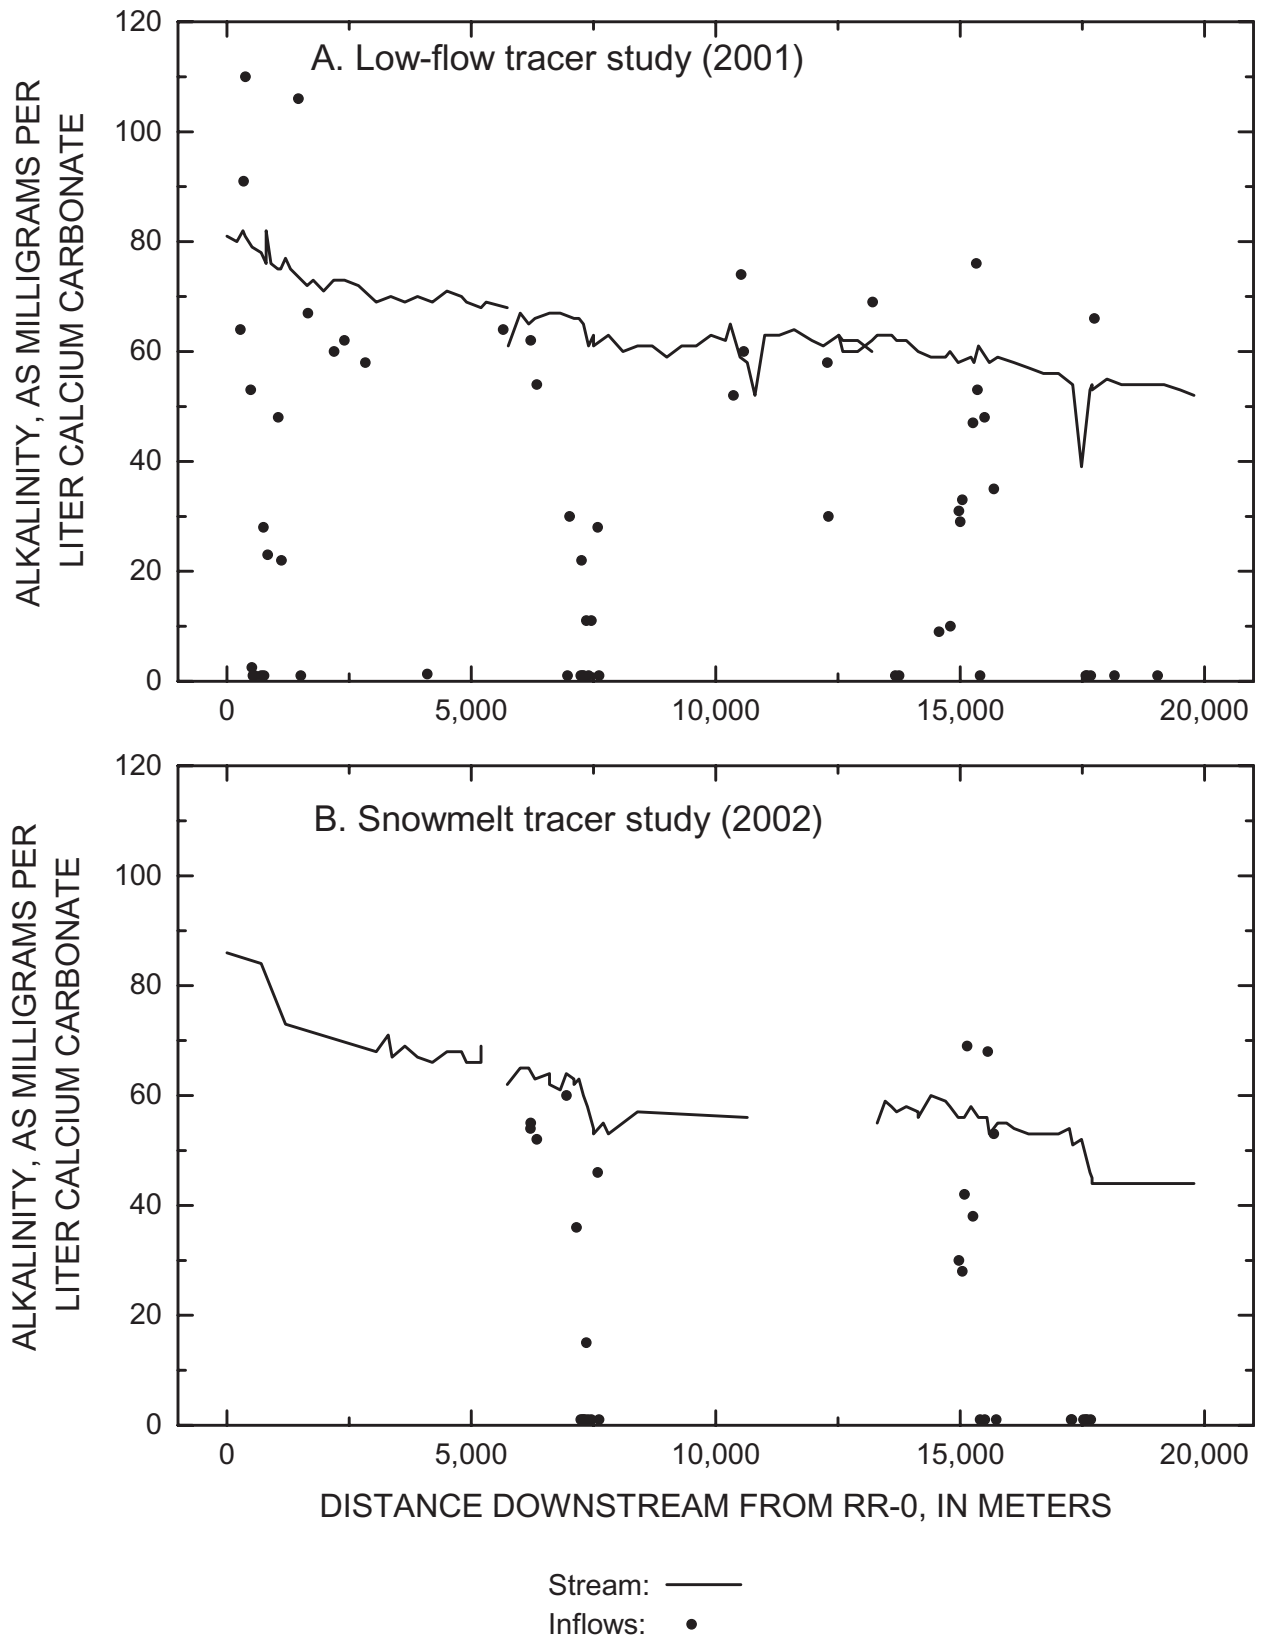 A. Low-flow tracer study (2001)
ALKALINITY, AS MILLIGRAMS PER
LITER CALCIUM CARBONATE
120
100
80
60
40
20
0
0 5,000 10,000 15,000 20,000
B. Snowmelt tracer study (2002)
ALKALINITY, AS MILLIGRAMS PER
LITER CALCIUM CARBONATE
120
100
80
60
40
20
0
0 5,000 10,000 15,000 20,000
DISTANCE DOWNSTREAM FROM RR-0, IN METERS
Stream:
Inflows: